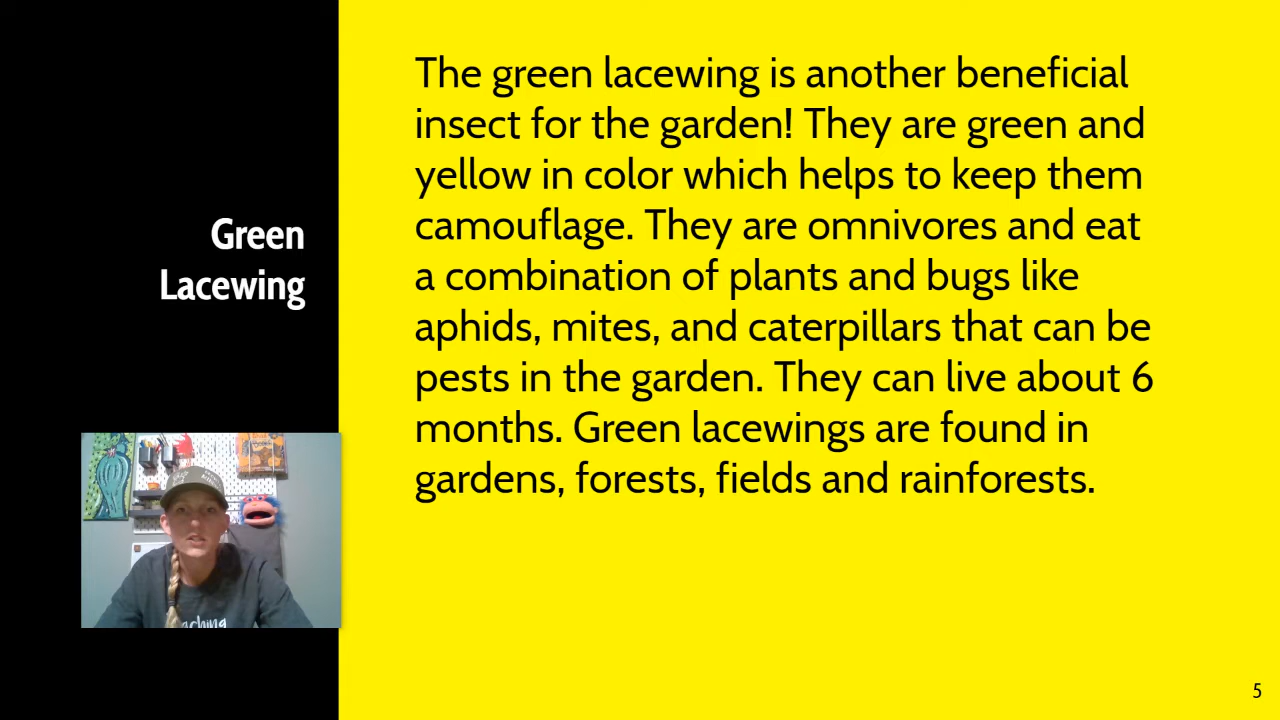 Green
Lacewing
The green lacewing is another beneficial
insect for the garden! They are green and
yellow in color which helps to keep them
camouflage. They are omnivores and eat
a combination of plants and bugs like
aphids, mites, and caterpillars that can be
pests in the garden. They can live about 6
months. Green lacewings are found in
gardens, forests, fields and rainforests.
5